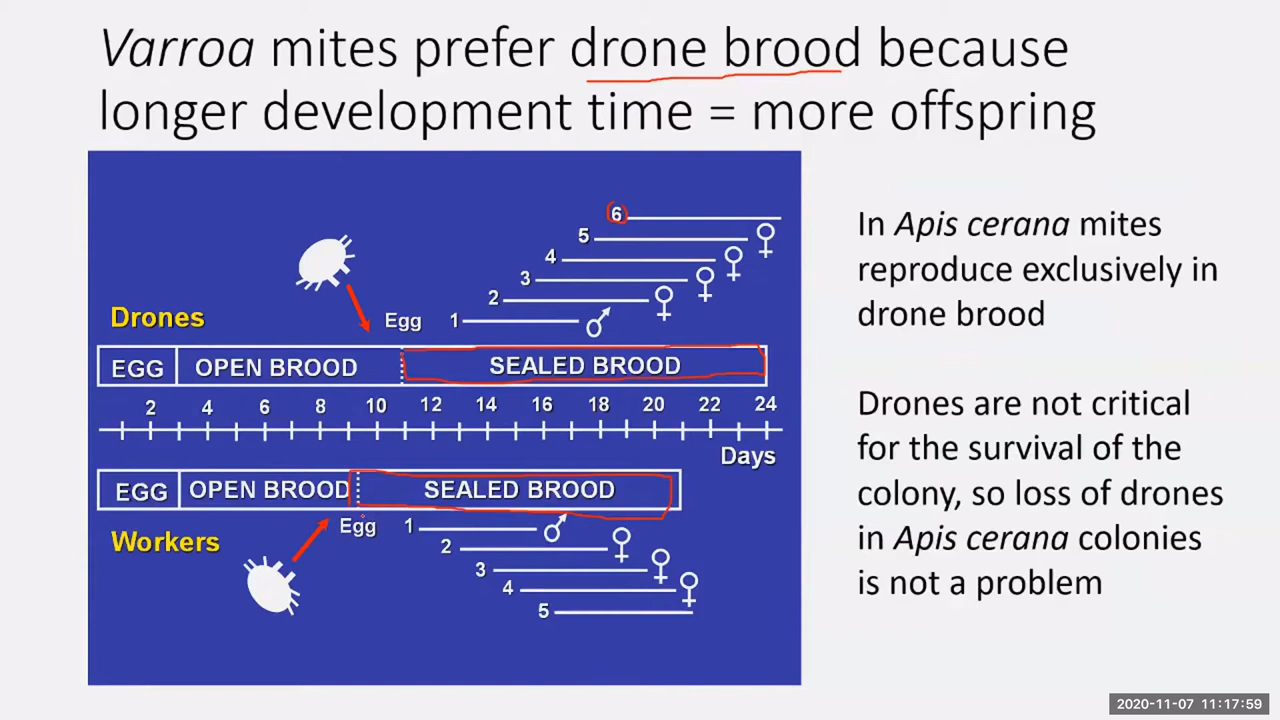 Varroa mites prefer drone brood because
longer development time = more offspring
6
5
4
3
2
Drones
Egg
1
EGG
OPEN BROOD
SEALED BROOD
2 4 6 8 10 12 14 16 18 20 22 24
Days
EGG
OPEN BROOD
SEALED BROOD
Egg
1
Workers
2
3
4
5
In Apis cerana mites
reproduce exclusively in
drone brood
Drones are not critical
for the survival of the
colony, so loss of drones
in Apis cerana colonies
is not a problem
2020-11-07 11:17:59